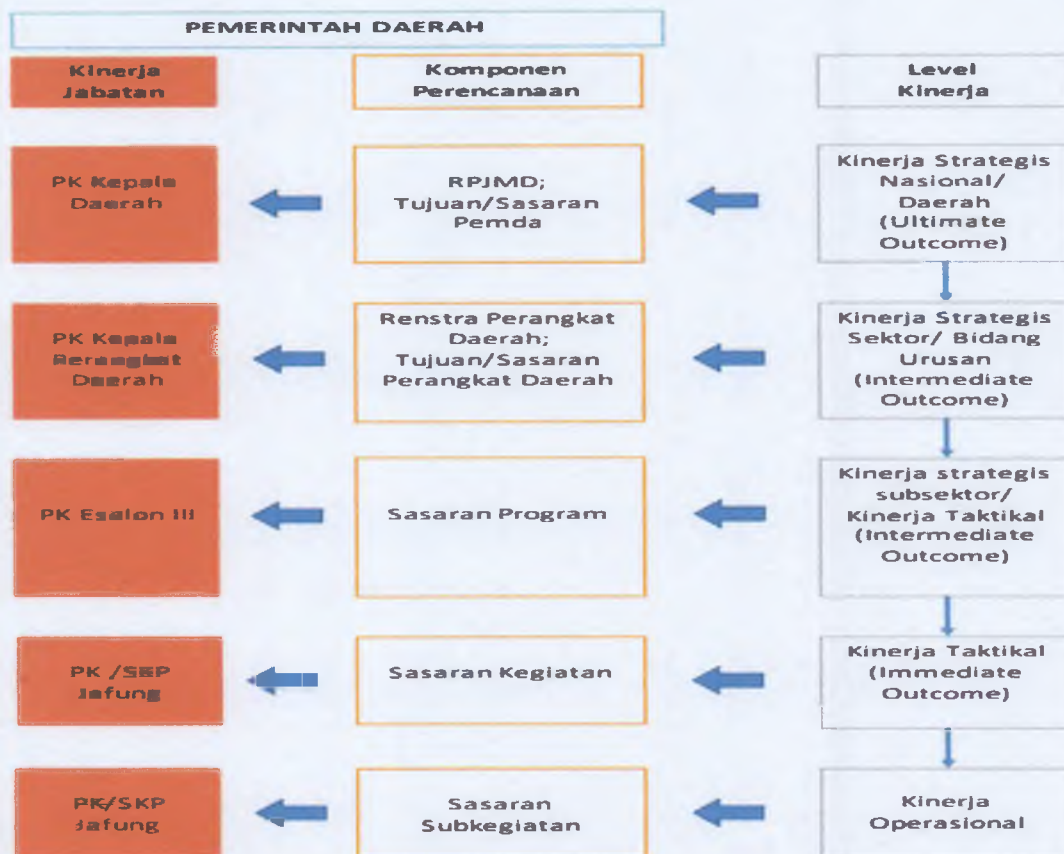 PEMERINTAH DAERAH
Kinerja
Jabatan
Komponen
Perencanaan
Level
Kinerja
PK Kepala
Daerah
RPJMD;
Tujuan/Sasaran
Pemda
Kinerja Strategis
Nasional/
Daerah
(Ultimate
Outcome)
PK Kepala
Perangkat
Daerah
Renstra Perangkat
Daerah;
Tujuan/Sasaran
Perangkat Daerah
Kinerja Strategis
Sektor/ Bidang
Urusan
(Intermediate
Outcome)
PK Eselon III
Sasaran Program
Kinerja strategis
subsektor/
Kinerja Taktikal
(Intermediate
Outcome)
PK /SKP
Jafung
Sasaran Kegiatan
Kinerja Taktikal
(Immediate
Outcome)
PK/SKP
Jafung
Sasaran
Subkegiatan
Kinerja
Operasional